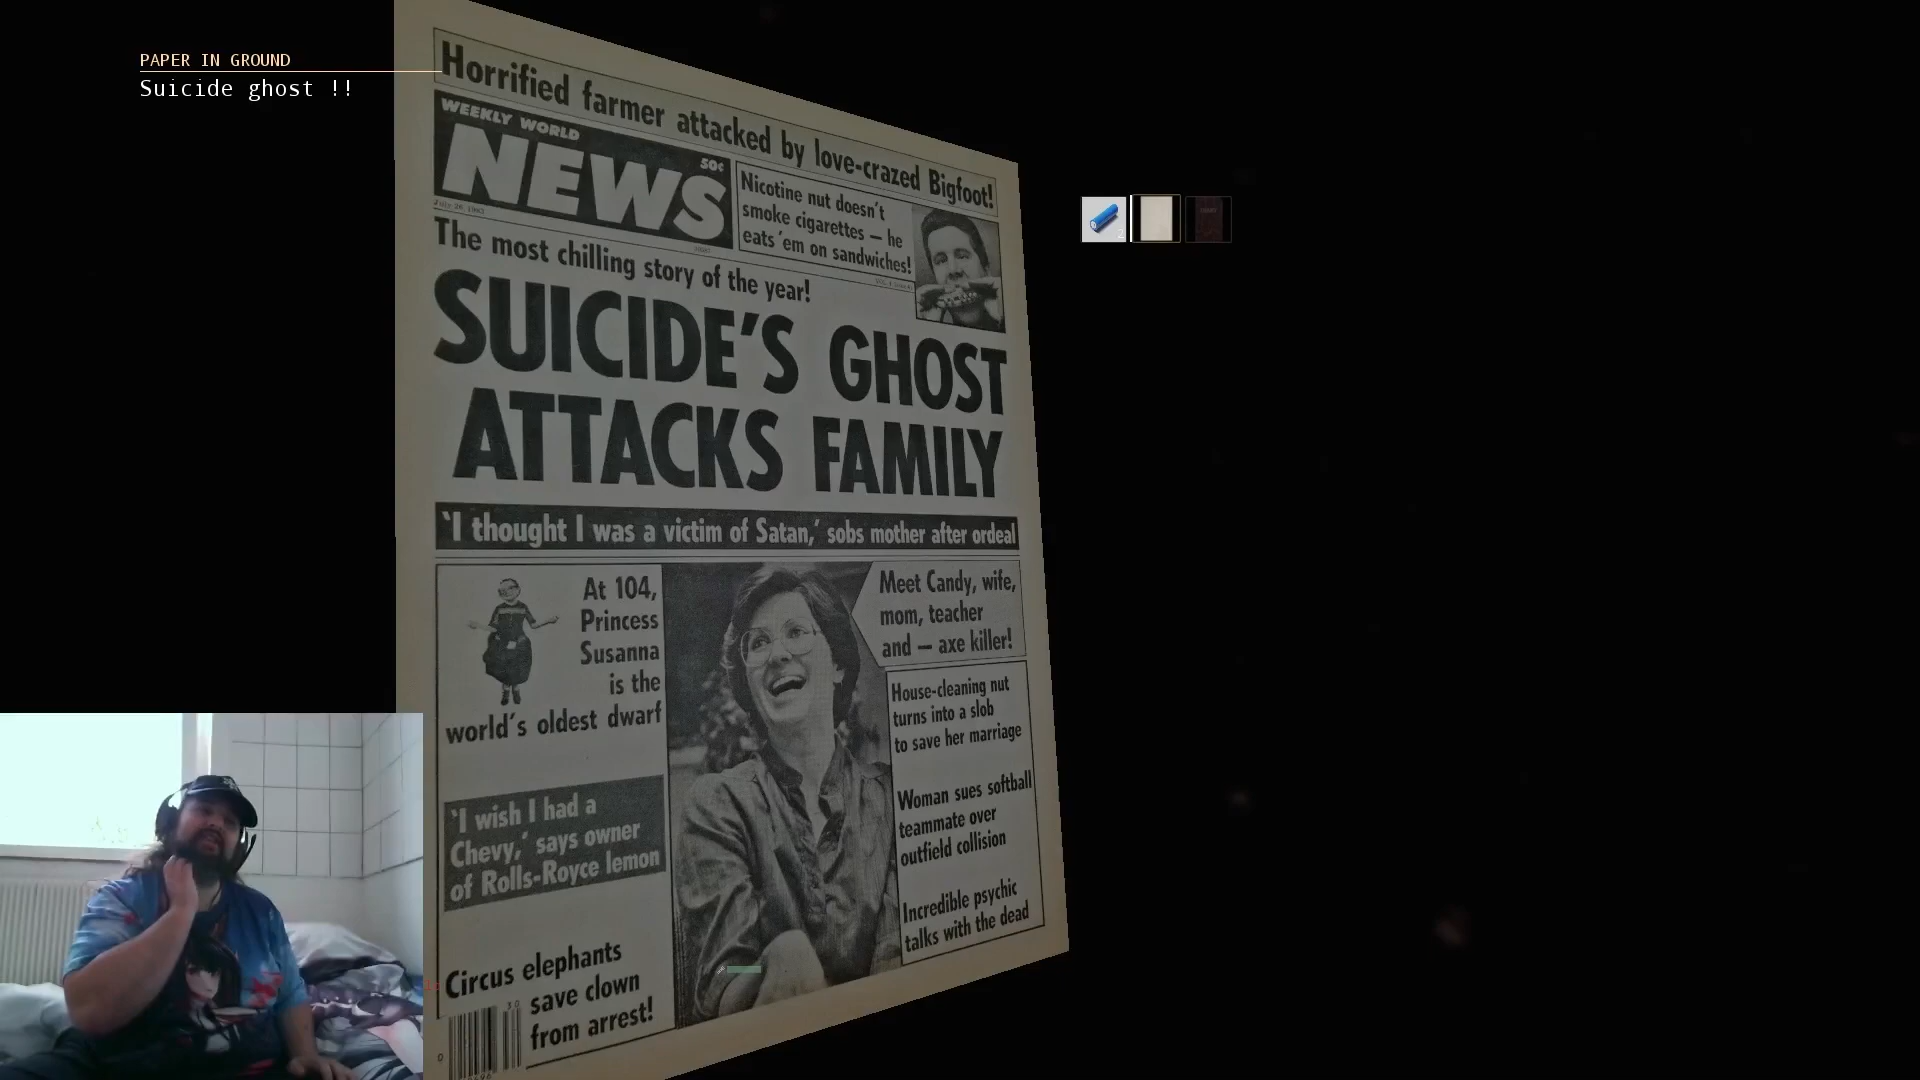 PAPER IN GROUND
Suicide ghost !!
Horrified farmer attacked by love-crazed Bigfoot!
WEEKLY WORLD
NEWS
50¢
Nicotine nut doesn't
smoke cigarettes — he
eats 'em on sandwiches!
The most chilling story of the year!
SUICIDE'S GHOST
ATTACKS FAMILY
'I thought I was a victim of Satan,' sobs mother after ordeal
At 104,
Princess
Susanna
is the
world's oldest dwarf
'I wish I had a
Chevy,' says owner
of Rolls-Royce lemon
Circus elephants
save clown
from arrest!
Meet Candy, wife,
mom, teacher
and — axe killer!
House-cleaning nut
turns into a slob
to save her marriage
Woman sues softball
teammate over
outfield collision
Incredible psychic
talks with the dead